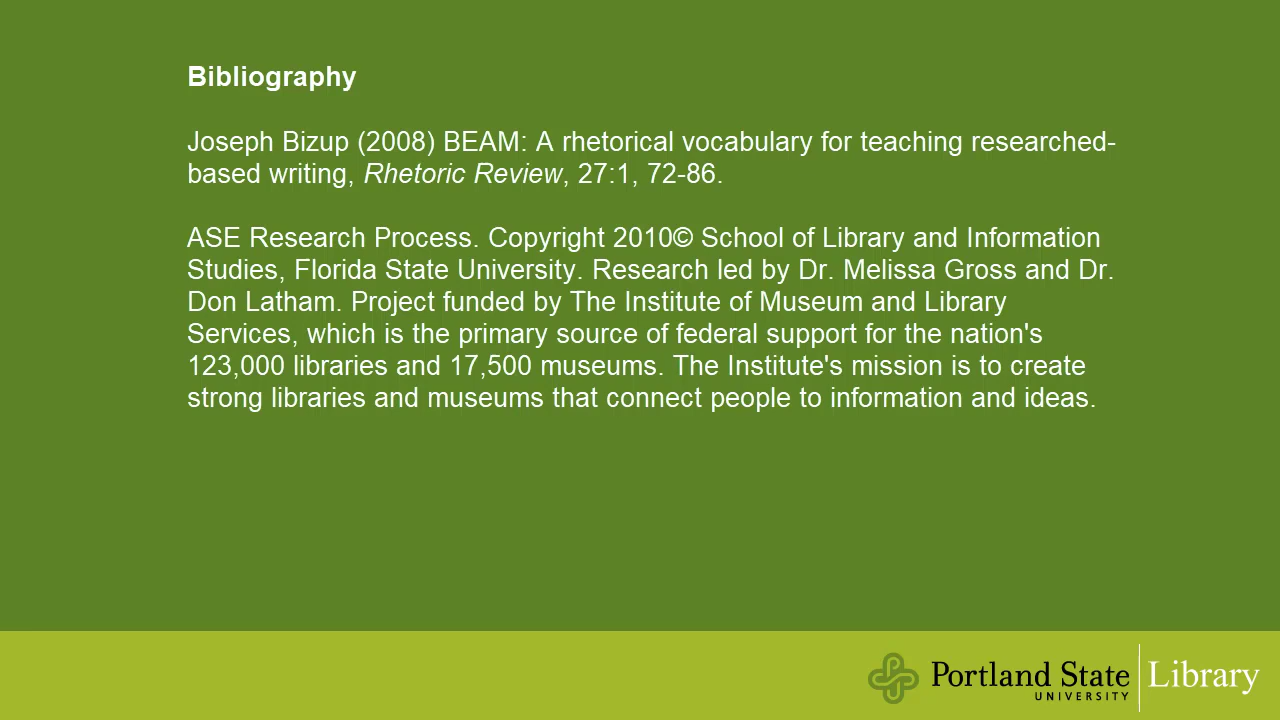 Bibliography
Joseph Bizup (2008) BEAM: A rhetorical vocabulary for teaching researched-
based writing, Rhetoric Review, 27:1, 72-86.
ASE Research Process. Copyright 2010© School of Library and Information
Studies, Florida State University. Research led by Dr. Melissa Gross and Dr.
Don Latham. Project funded by The Institute of Museum and Library
Services, which is the primary source of federal support for the nation's
123,000 libraries and 17,500 museums. The Institute's mission is to create
strong libraries and museums that connect people to information and ideas.
Portland State Library
UNIVERSITY